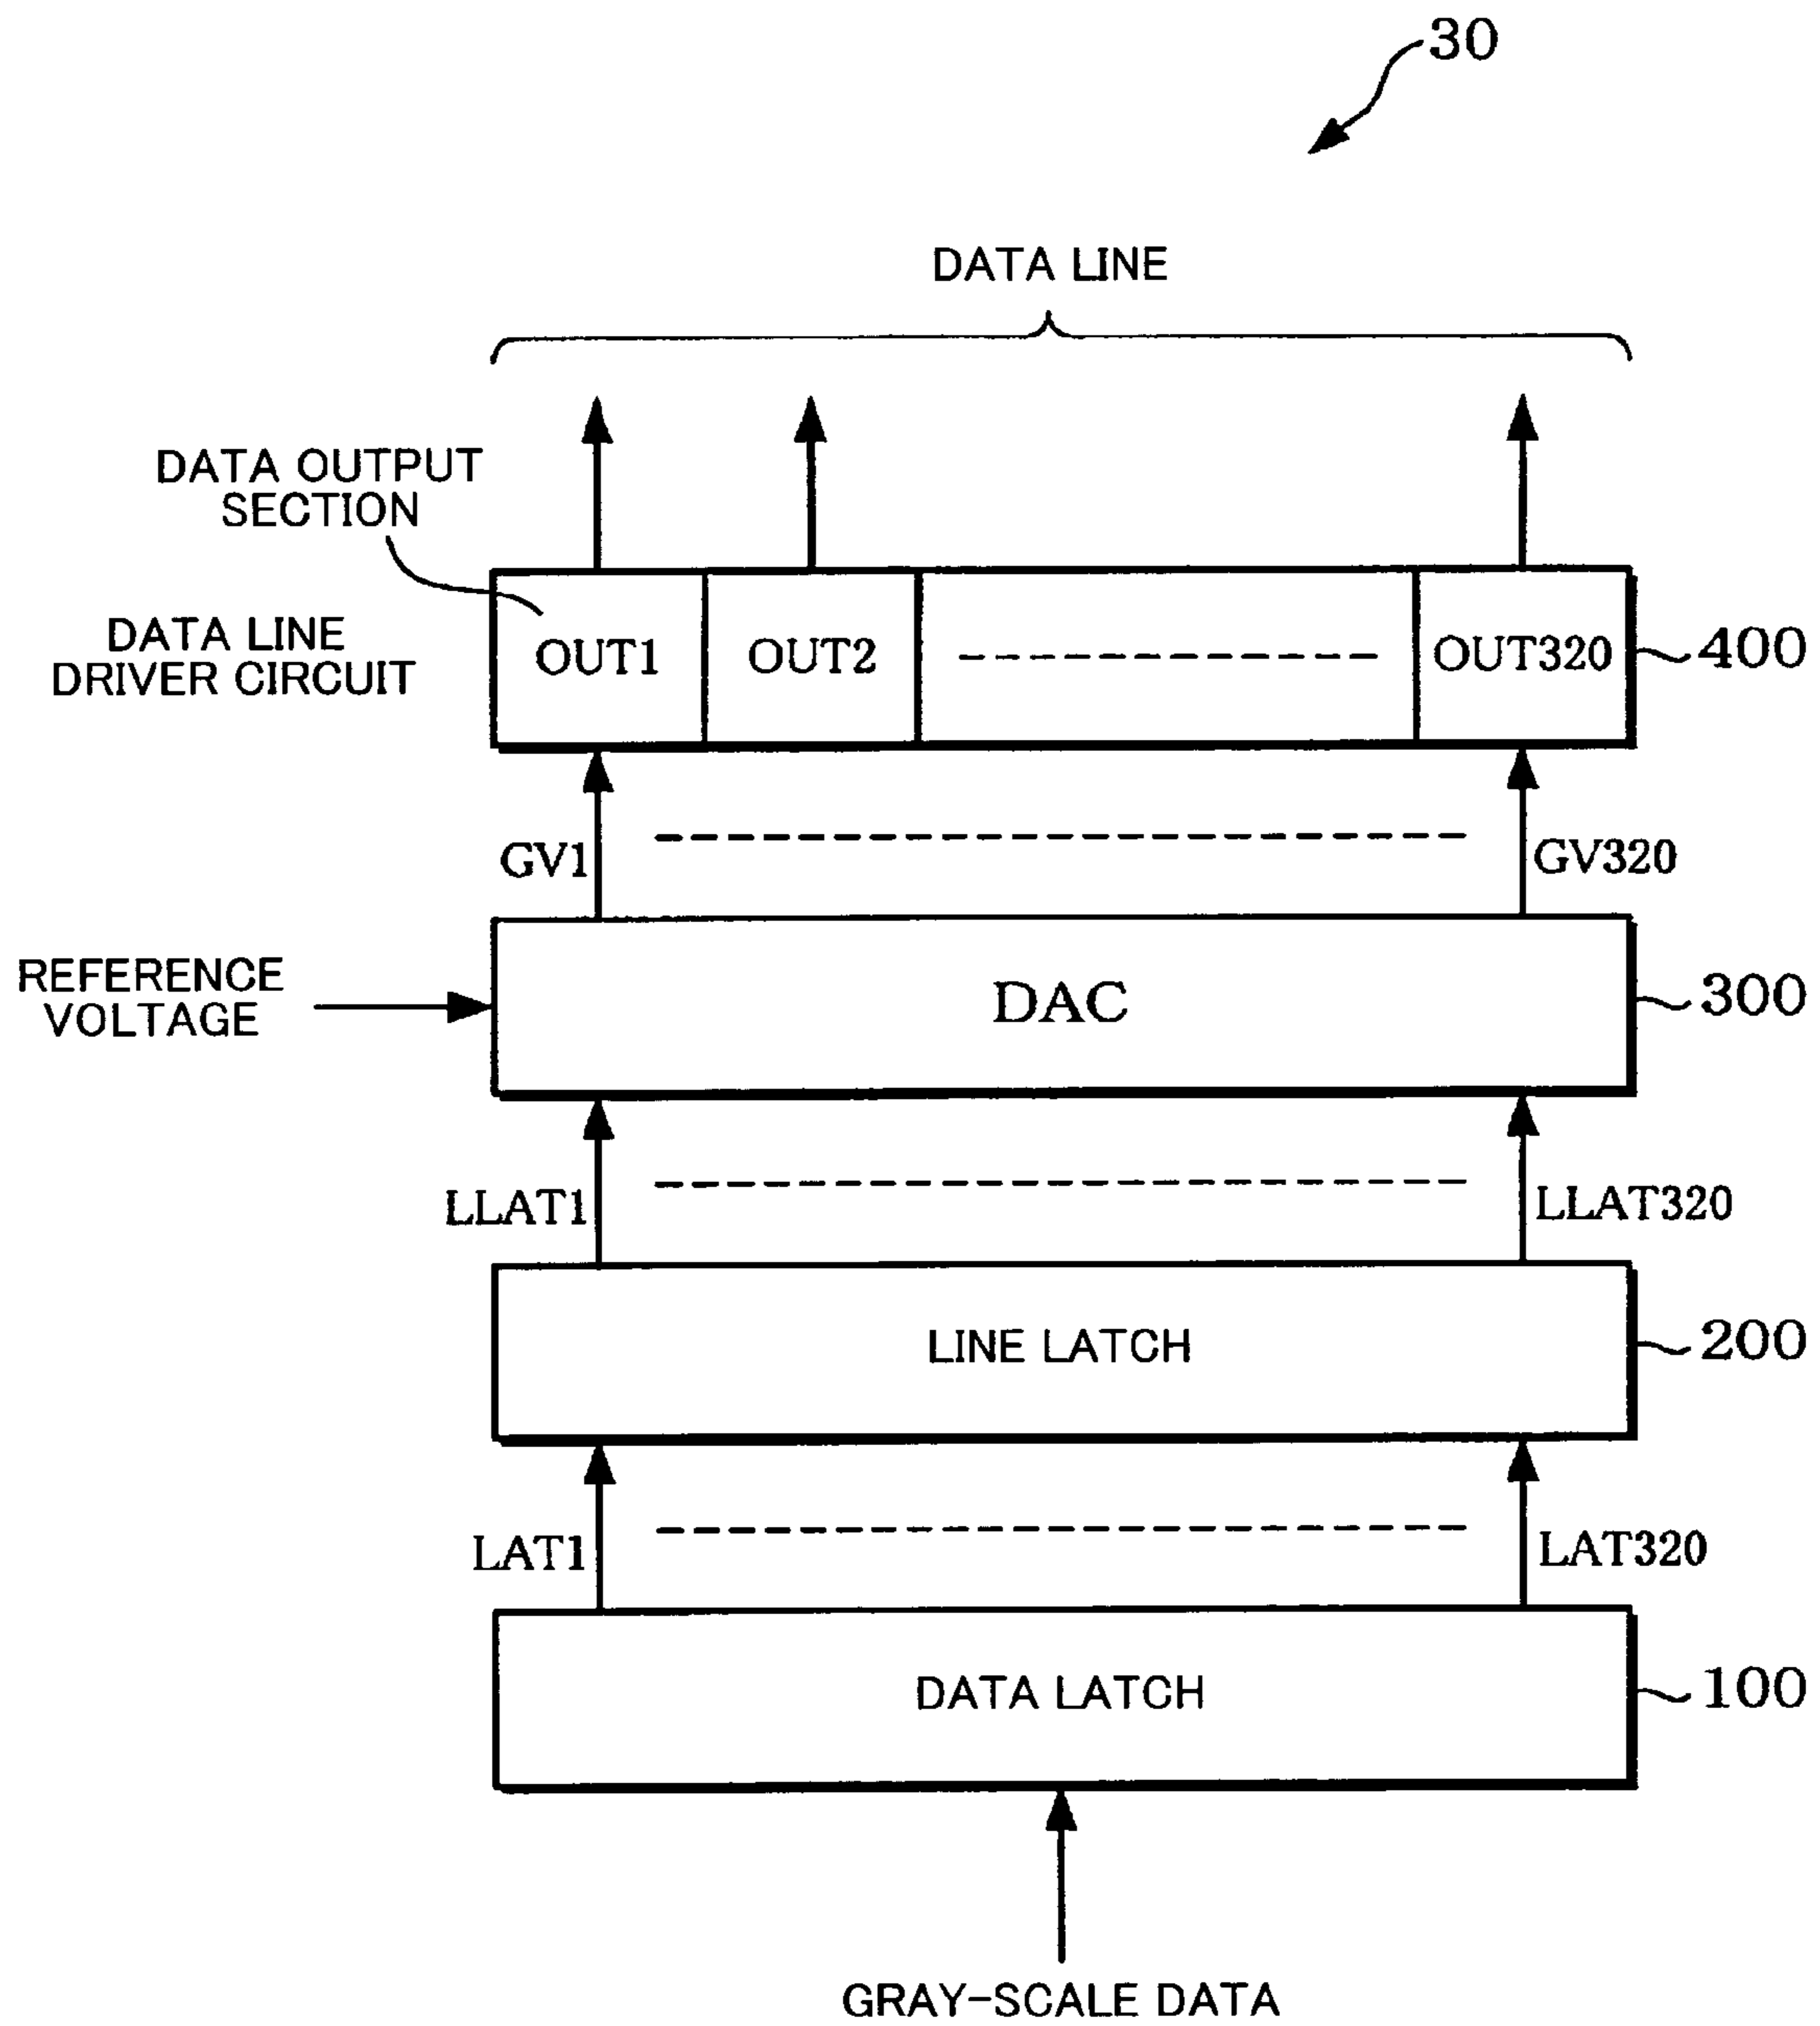 30
DATA LINE
DATA OUTPUT
SECTION
DATA LINE
DRIVER CIRCUIT
OUT1
OUT2
OUT320
400
GV1
GV320
REFERENCE
VOLTAGE
DAC
300
LLAT1
LLAT320
LINE LATCH
200
LAT1
LAT320
DATA LATCH
100
GRAY-SCALE DATA